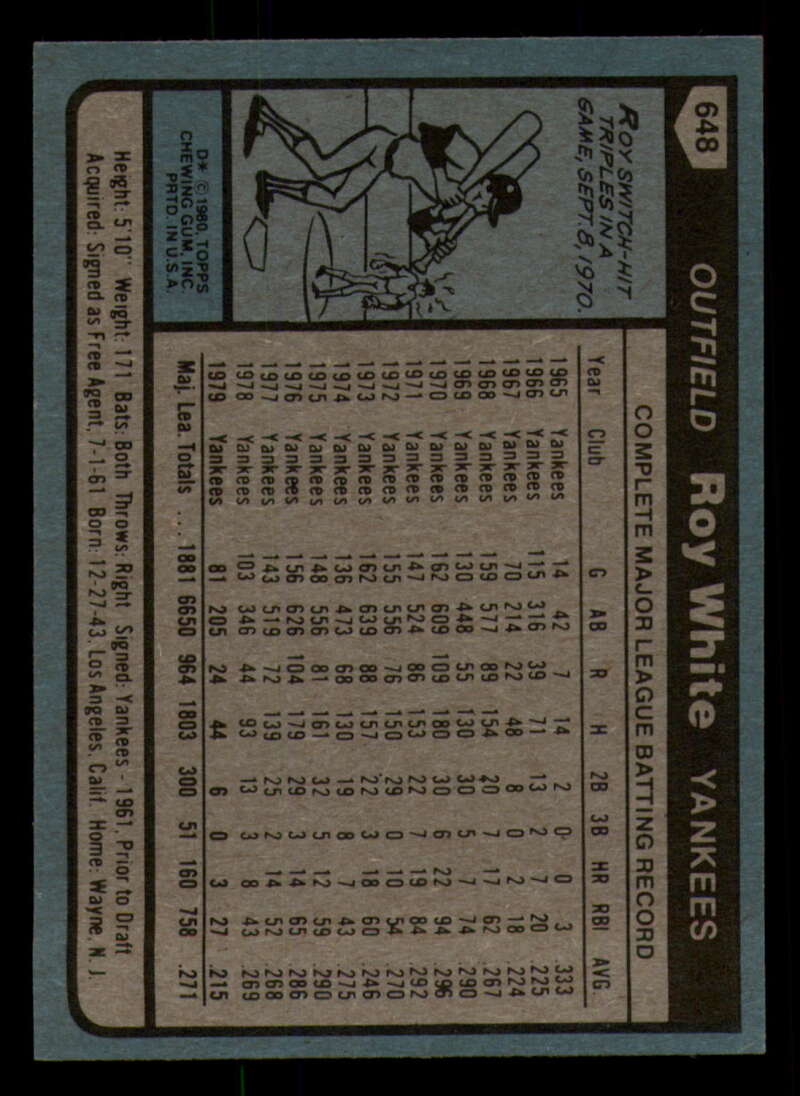 648 OUTFIELD Roy White YANKEES
ROY SWITCH-HIT
TRIPLES IN A
GAME, SEPT. 8, 1970.
D* © 1980, TOPPS
CHEWING GUM, INC.
PRTD. IN U.S.A.
COMPLETE MAJOR LEAGUE BATTING RECORD
Year Club G AB R H 2B 3B HR RBI AVG.
1965 Yankees 14 42 7 14 2 0 0 3 .333
1966 Yankees 115 316 39 71 13 2 7 20 .225
1967 Yankees 70 214 22 48 8 0 2 18 .224
1968 Yankees 159 577 89 154 20 7 17 62 .267
1969 Yankees 130 448 55 130 30 5 7 74 .290
1970 Yankees 162 609 109 180 30 6 22 94 .296
1971 Yankees 147 524 86 153 22 7 19 84 .292
1972 Yankees 155 556 76 150 29 0 10 54 .270
1973 Yankees 162 639 88 157 22 3 18 60 .246
1974 Yankees 136 473 68 130 19 8 7 43 .275
1975 Yankees 148 556 81 161 32 5 12 59 .290
1976 Yankees 156 626 104 179 29 3 14 65 .286
1977 Yankees 143 519 72 139 25 2 14 52 .268
1978 Yankees 103 346 44 93 13 3 8 43 .269
1979 Yankees 81 205 24 44 6 0 3 27 .215
Maj. Lea. Totals ... 1881 6650 964 1803 300 51 160 758 .271
Height: 5'10" Weight: 171 Bats: Both Throws: Right Signed: Yankees - 1961, Prior to Draft
Acquired: Signed as Free Agent, 7-1-61 Born: 12-27-43, Los Angeles, Calif. Home: Wayne, N. J.